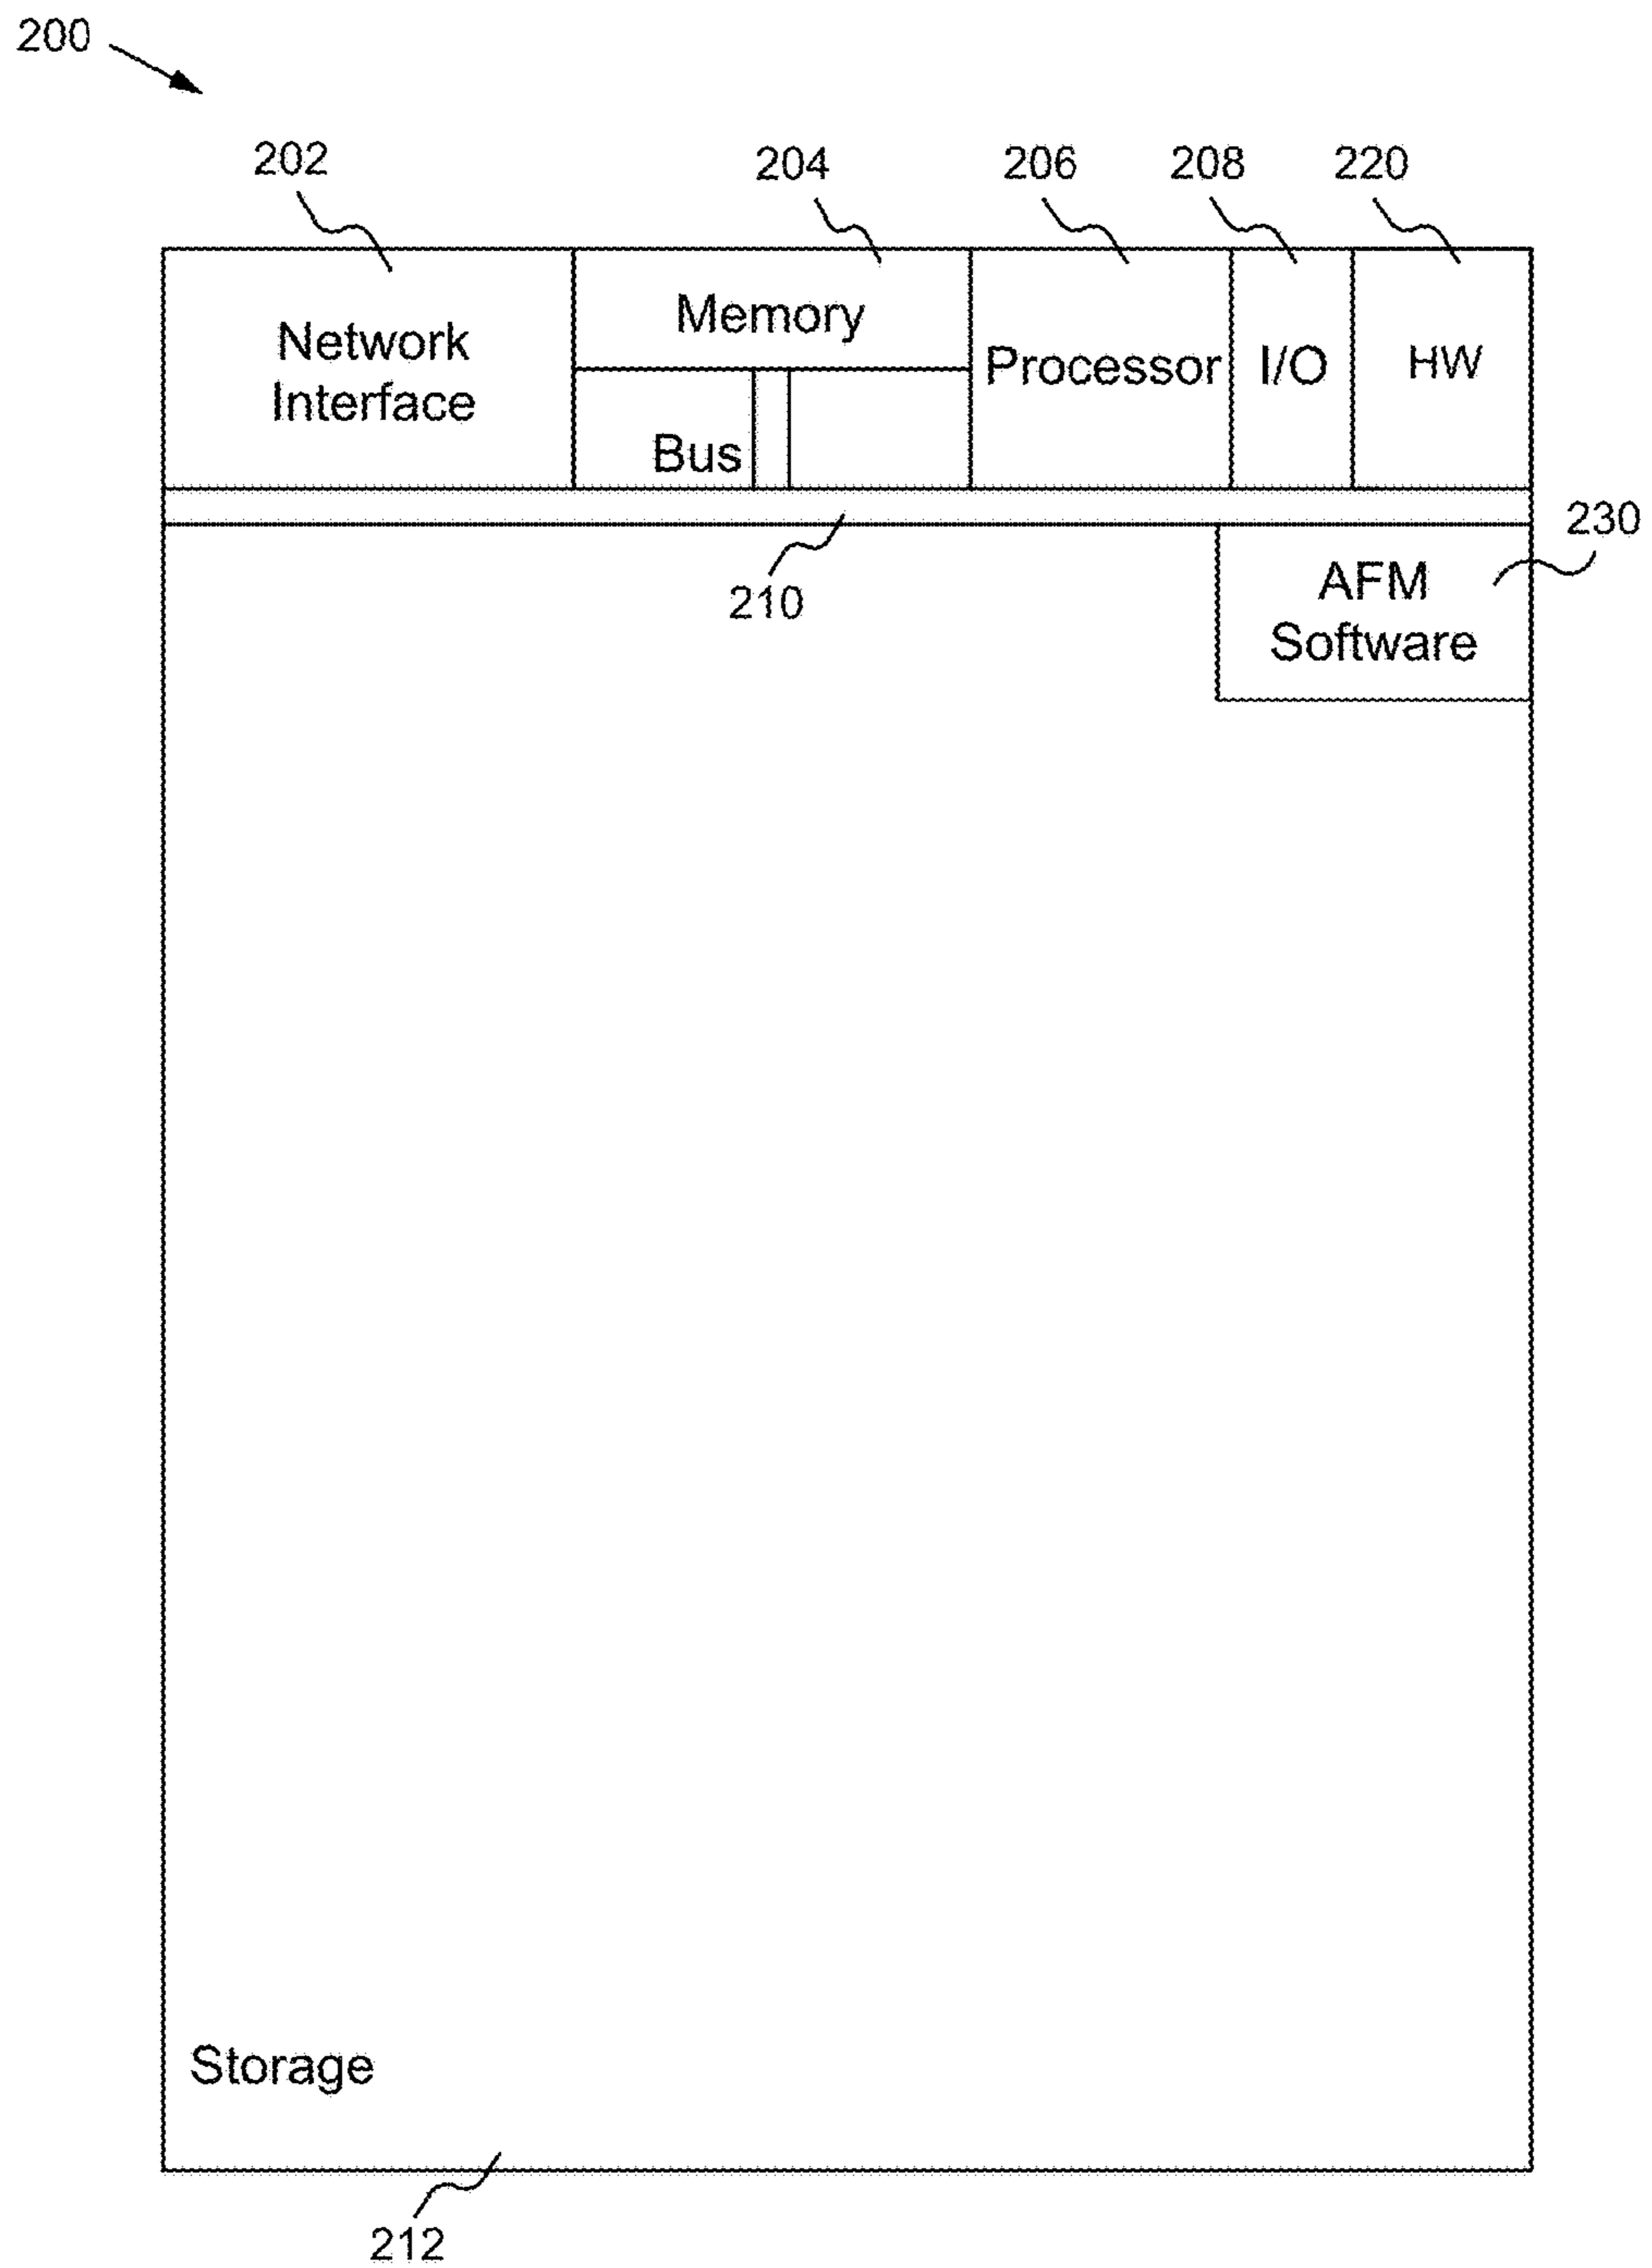 200
202
204
206
208
220
Network
Interface
Memory
Bus
Processor
I/O
HW
210
230
AFM
Software
Storage
212